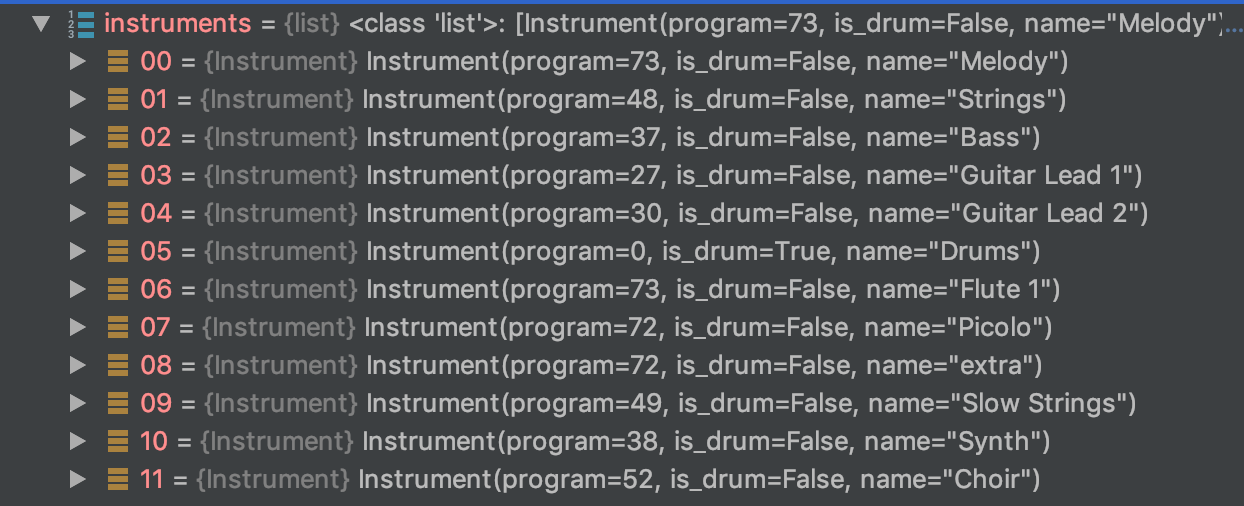 instruments = {list} <class 'list'>: [Instrument(program=73, is_drum=False, name="Melody")...
00 = {Instrument} Instrument(program=73, is_drum=False, name="Melody")
01 = {Instrument} Instrument(program=48, is_drum=False, name="Strings")
02 = {Instrument} Instrument(program=37, is_drum=False, name="Bass")
03 = {Instrument} Instrument(program=27, is_drum=False, name="Guitar Lead 1")
04 = {Instrument} Instrument(program=30, is_drum=False, name="Guitar Lead 2")
05 = {Instrument} Instrument(program=0, is_drum=True, name="Drums")
06 = {Instrument} Instrument(program=73, is_drum=False, name="Flute 1")
07 = {Instrument} Instrument(program=72, is_drum=False, name="Picolo")
08 = {Instrument} Instrument(program=72, is_drum=False, name="extra")
09 = {Instrument} Instrument(program=49, is_drum=False, name="Slow Strings")
10 = {Instrument} Instrument(program=38, is_drum=False, name="Synth")
11 = {Instrument} Instrument(program=52, is_drum=False, name="Choir")